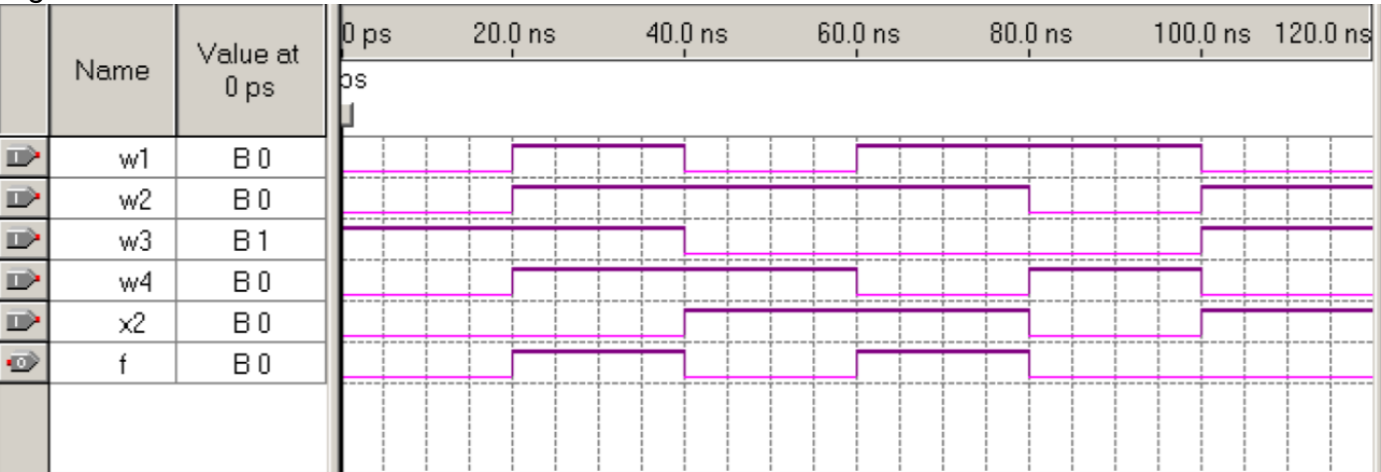 Name
Value at
0 ps
0 ps 20.0 ns 40.0 ns 60.0 ns 80.0 ns 100.0 ns 120.0 ns
ps
w1 B 0
w2 B 0
w3 B 1
w4 B 0
x2 B 0
f B 0